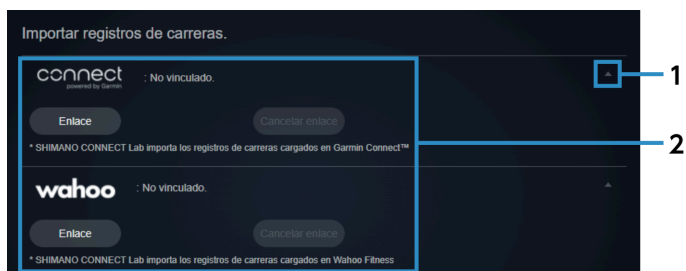 Importar registros de carreras.
connect : No vinculado.
powered by Garmin
1
Enlace Cancelar enlace
* SHIMANO CONNECT Lab importa los registros de carreras cargados en Garmin Connect™
2
wahoo : No vinculado.
Enlace Cancelar enlace
* SHIMANO CONNECT Lab importa los registros de carreras cargados en Wahoo Fitness